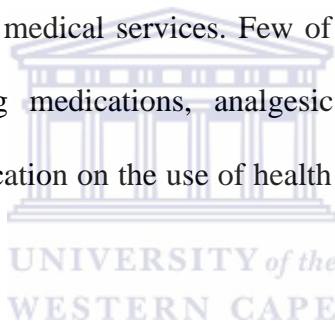 medical services. Few of
g medications, analgesic
cation on the use of health
UNIVERSITY of the
WESTERN CAPE